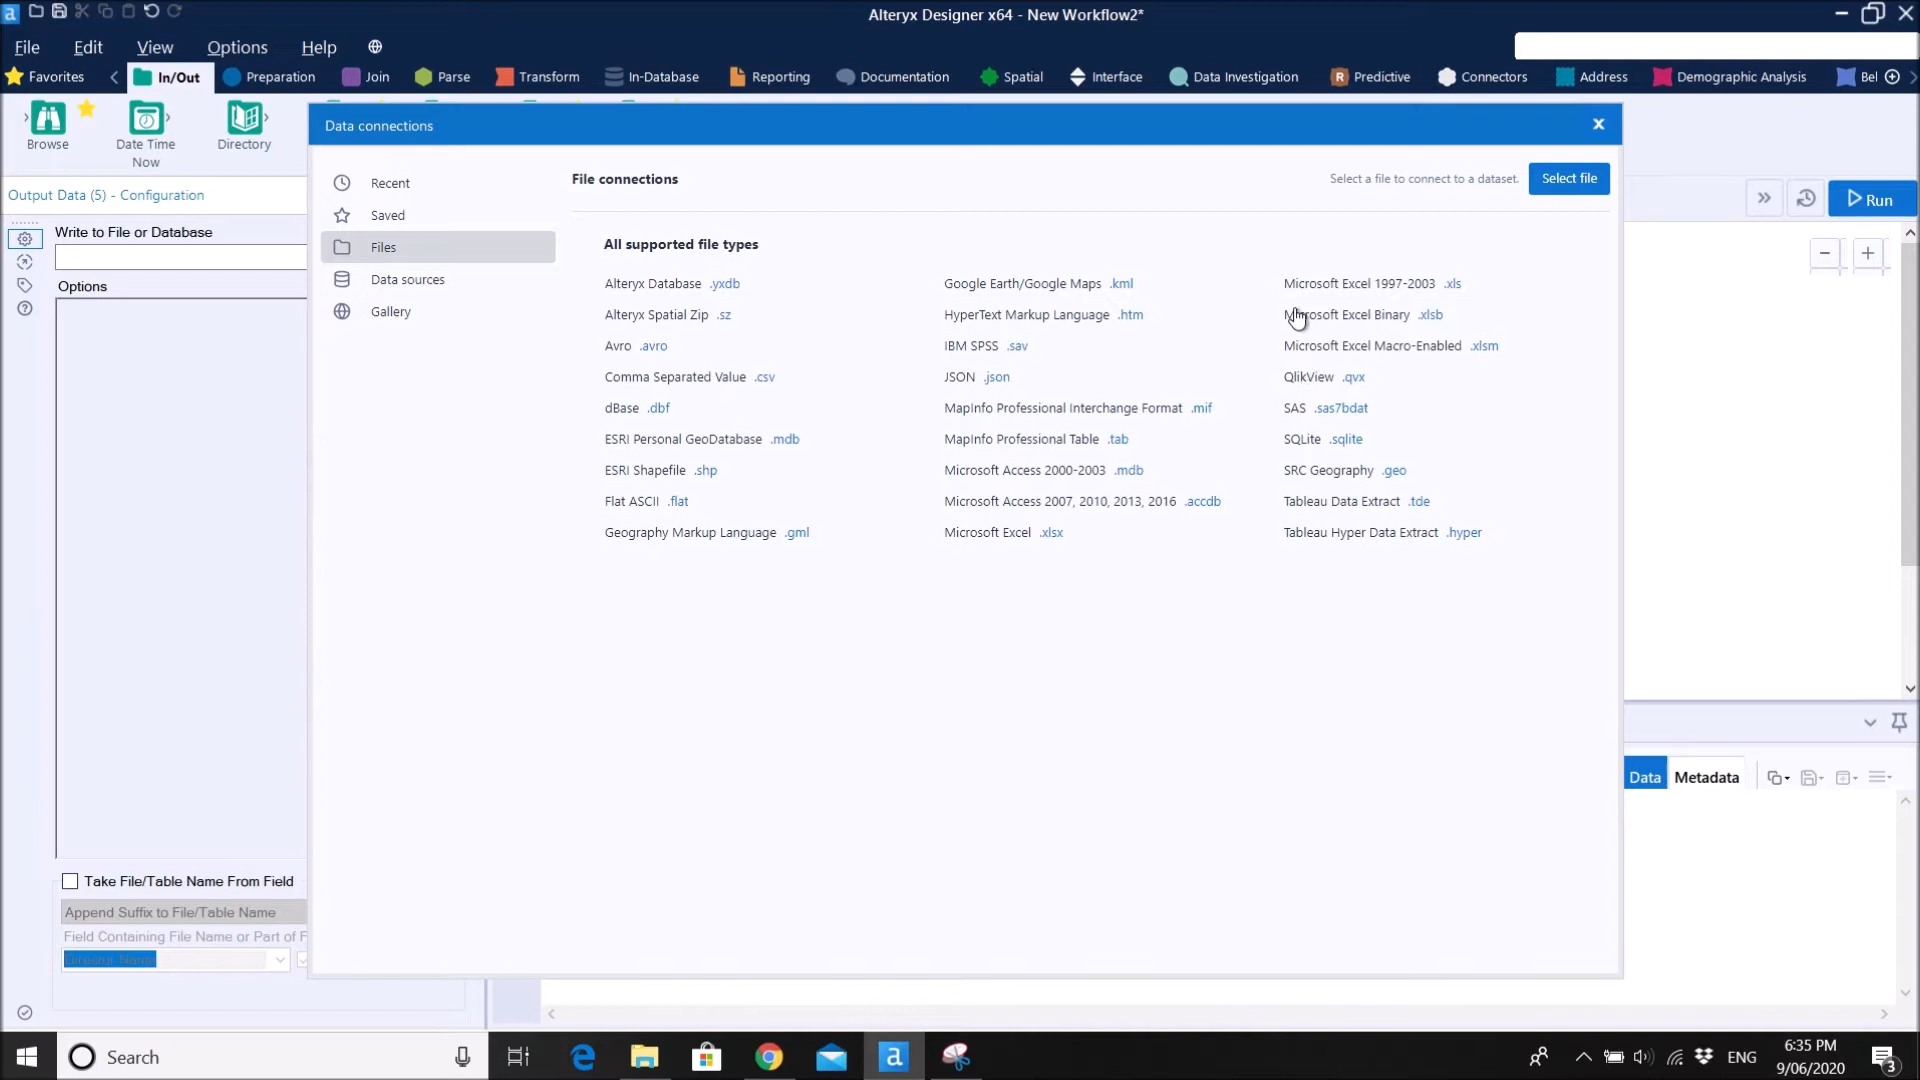 a
Alteryx Designer x64 - New Workflow2*
File Edit View Options Help
Favorites In/Out Preparation Join Parse Transform In-Database Reporting Documentation Spatial Interface Data Investigation R Predictive Connectors Address Demographic Analysis Bel
Browse
Date Time
Now
Directory
Data connections
Output Data (5) - Configuration
Write to File or Database
Options
Recent
Saved
Files
Data sources
Gallery
File connections
Select a file to connect to a dataset.
Select file
Run
All supported file types
Alteryx Database .yxdb
Alteryx Spatial Zip .sz
Avro .avro
Comma Separated Value .csv
dBase .dbf
ESRI Personal GeoDatabase .mdb
ESRI Shapefile .shp
Flat ASCII .flat
Geography Markup Language .gml
Google Earth/Google Maps .kml
HyperText Markup Language .htm
IBM SPSS .sav
JSON .json
MapInfo Professional Interchange Format .mif
MapInfo Professional Table .tab
Microsoft Access 2000-2003 .mdb
Microsoft Access 2007, 2010, 2013, 2016 .accdb
Microsoft Excel .xlsx
Microsoft Excel 1997-2003 .xls
Microsoft Excel Binary .xlsb
Microsoft Excel Macro-Enabled .xlsm
QlikView .qvx
SAS .sas7bdat
SQLite .sqlite
SRC Geography .geo
Tableau Data Extract .tde
Tableau Hyper Data Extract .hyper
Data Metadata
Take File/Table Name From Field
Append Suffix to File/Table Name
Field Containing File Name or Part of F
Search
a
ENG
6:35 PM
9/06/2020
3